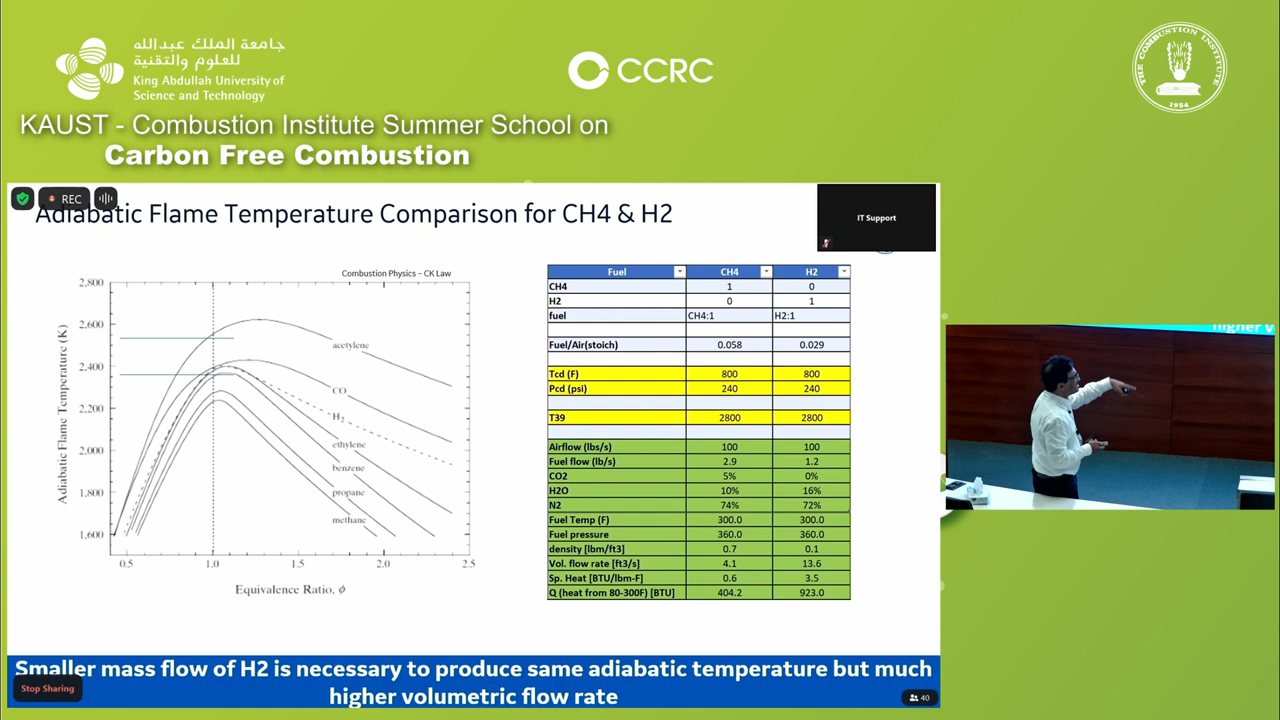 جامعة الملك عبدالله
للعلوم والتقنية
King Abdullah University of
Science and Technology
CCRC
THE COMBUSTION INSTITUTE
1954
KAUST - Combustion Institute Summer School on
Carbon Free Combustion
REC
Adiabatic Flame Temperature Comparison for CH4 & H2
IT Support
Combustion Physics – CK Law
2,800
2,600
2,400
2,200
2,000
1,800
1,600
Adiabatic Flame Temperature (K)
acetylene
CO
H2
ethylene
benzene
propane
methane
0.5 1.0 1.5 2.0 2.5
Equivalence Ratio, ϕ
Fuel CH4 H2
CH4 1 0
H2 0 1
fuel CH4:1 H2:1
Fuel/Air(stoich) 0.058 0.029
Tcd (F) 800 800
Pcd (psi) 240 240
T39 2800 2800
Airflow (lbs/s) 100 100
Fuel flow (lb/s) 2.9 1.2
CO2 5% 0%
H2O 10% 16%
N2 74% 72%
Fuel Temp (F) 300.0 300.0
Fuel pressure 360.0 360.0
density [lbm/ft3] 0.7 0.1
Vol. flow rate [ft3/s] 4.1 13.6
Sp. Heat [BTU/lbm-F] 0.6 3.5
Q (heat from 80-300F) [BTU] 404.2 923.0
Smaller mass flow of H2 is necessary to produce same adiabatic temperature but much
higher volumetric flow rate
Stop Sharing
40
higher v